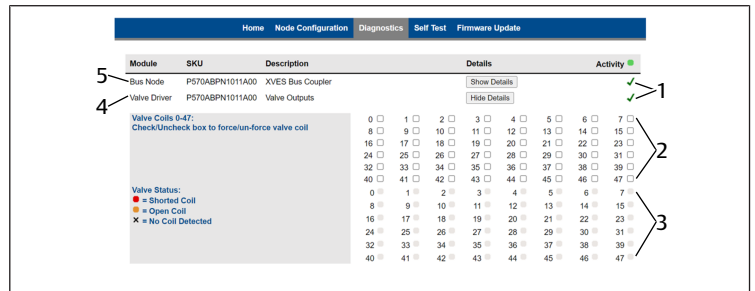 Home Node Configuration Diagnostics Self Test Firmware Update
Module SKU Description Details Activity
5 Bus Node P570ABPN1011A00 XVES Bus Coupler Show Details 1
4 Valve Driver P570ABPN1011A00 Valve Outputs Hide Details
Valve Coils 0-47: 0 1 2 3 4 5 6 7
Check/Uncheck box to force/un-force valve coil 8 9 10 11 12 13 14 15
16 17 18 19 20 21 22 23
2
24 25 26 27 28 29 30 31
32 33 34 35 36 37 38 39
40 41 42 43 44 45 46 47
Valve Status: 0 1 2 3 4 5 6 7
= Shorted Coil 8 9 10 11 12 13 14 15
= Open Coil
X = No Coil Detected 16 17 18 19 20 21 22 23
3
24 25 26 27 28 29 30 31
32 33 34 35 36 37 38 39
40 41 42 43 44 45 46 47